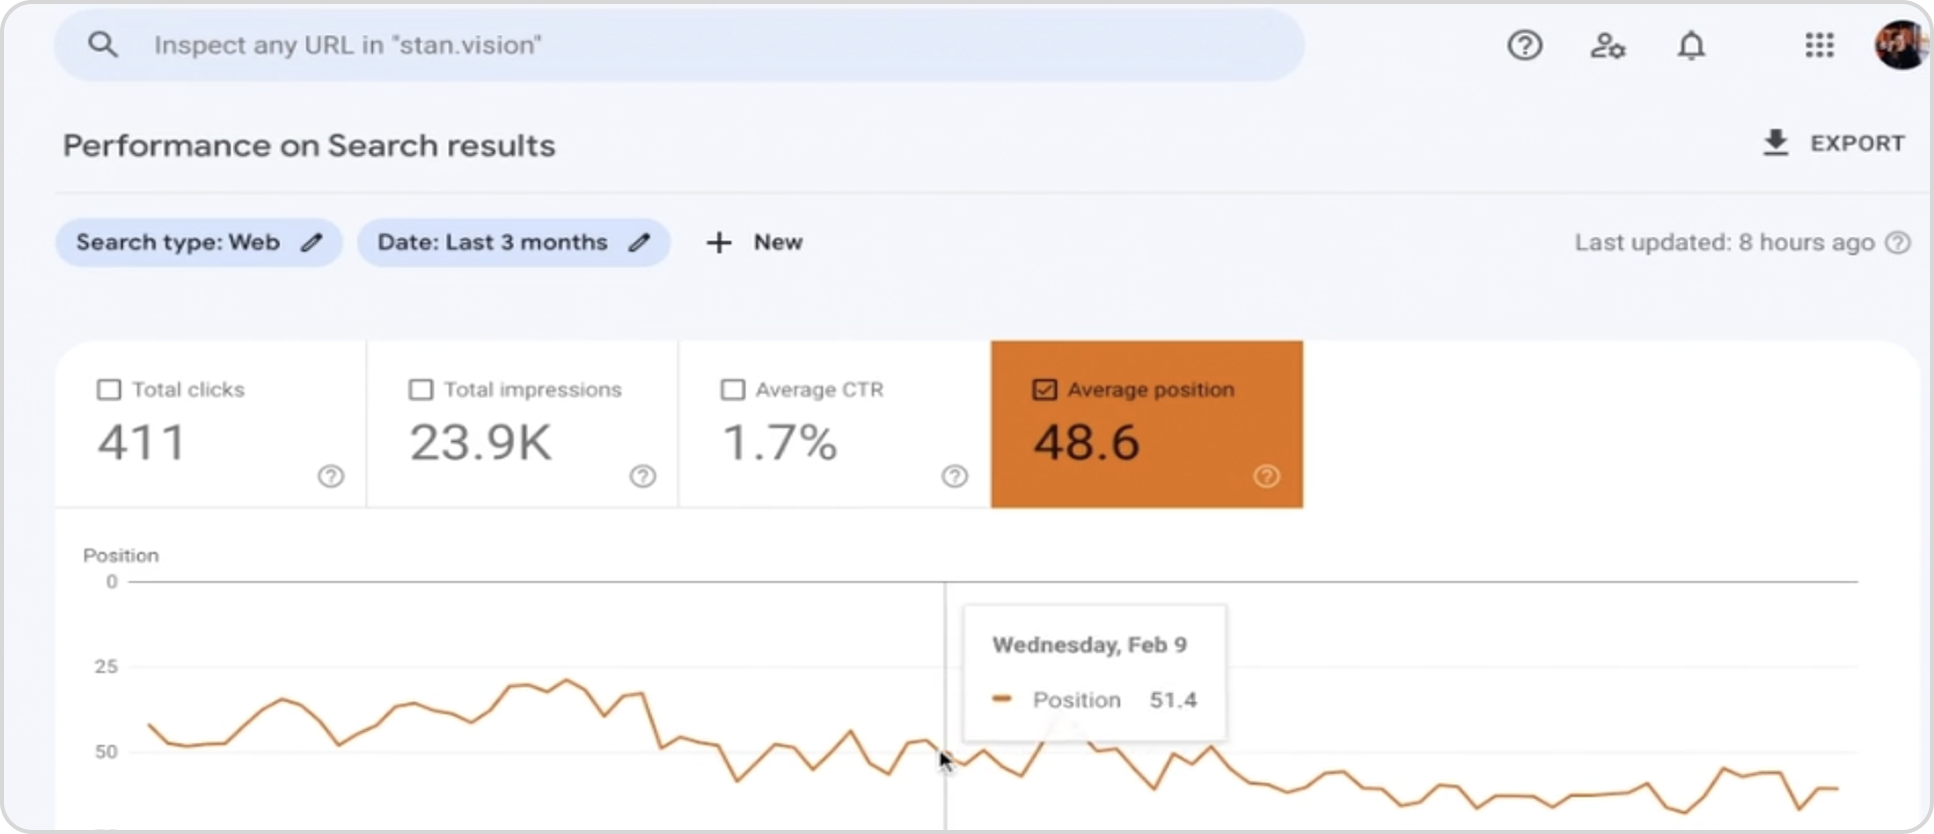 Inspect any URL in "stan.vision"
Performance on Search results
EXPORT
Search type: Web
Date: Last 3 months
New
Last updated: 8 hours ago
Total clicks
411
Total impressions
23.9K
Average CTR
1.7%
Average position
48.6
Position
0
25
50
Wednesday, Feb 9
Position 51.4